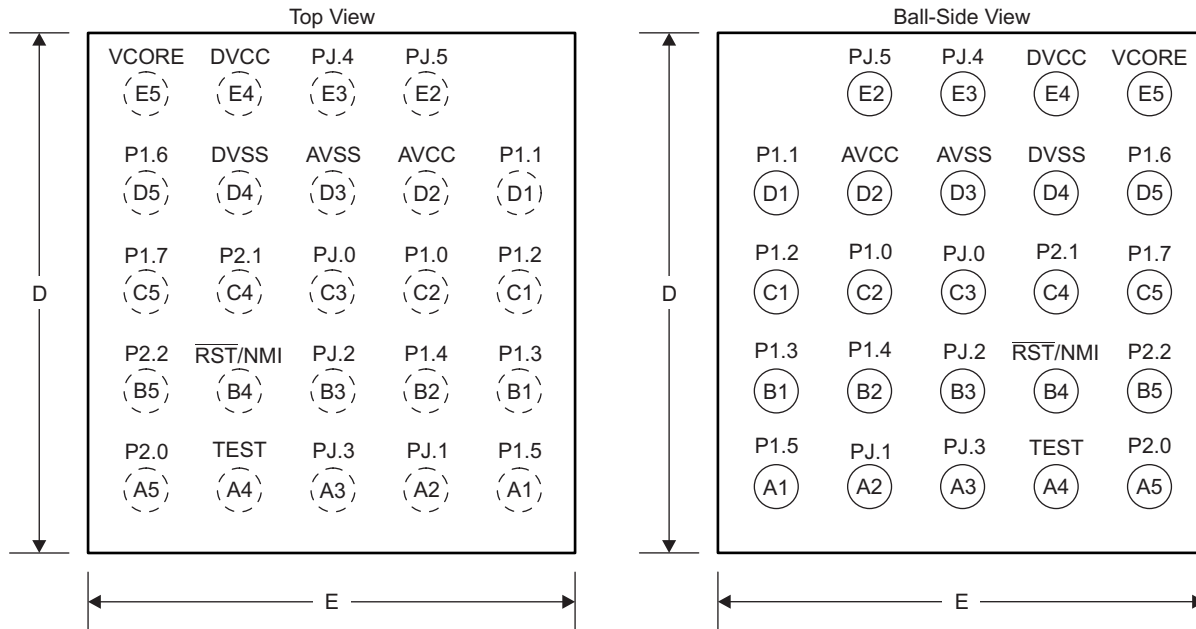 Top View
VCORE DVCC PJ.4 PJ.5
E5 E4 E3 E2
P1.6 DVSS AVSS AVCC P1.1
D5 D4 D3 D2 D1
P1.7 P2.1 PJ.0 P1.0 P1.2
C5 C4 C3 C2 C1
P2.2 R̅S̅T̅/NMI PJ.2 P1.4 P1.3
B5 B4 B3 B2 B1
P2.0 TEST PJ.3 PJ.1 P1.5
A5 A4 A3 A2 A1
D
E
Ball-Side View
PJ.5 PJ.4 DVCC VCORE
E2 E3 E4 E5
P1.1 AVCC AVSS DVSS P1.6
D1 D2 D3 D4 D5
P1.2 P1.0 PJ.0 P2.1 P1.7
C1 C2 C3 C4 C5
P1.3 P1.4 PJ.2 R̅S̅T̅/NMI P2.2
B1 B2 B3 B4 B5
P1.5 PJ.1 PJ.3 TEST P2.0
A1 A2 A3 A4 A5
D
E